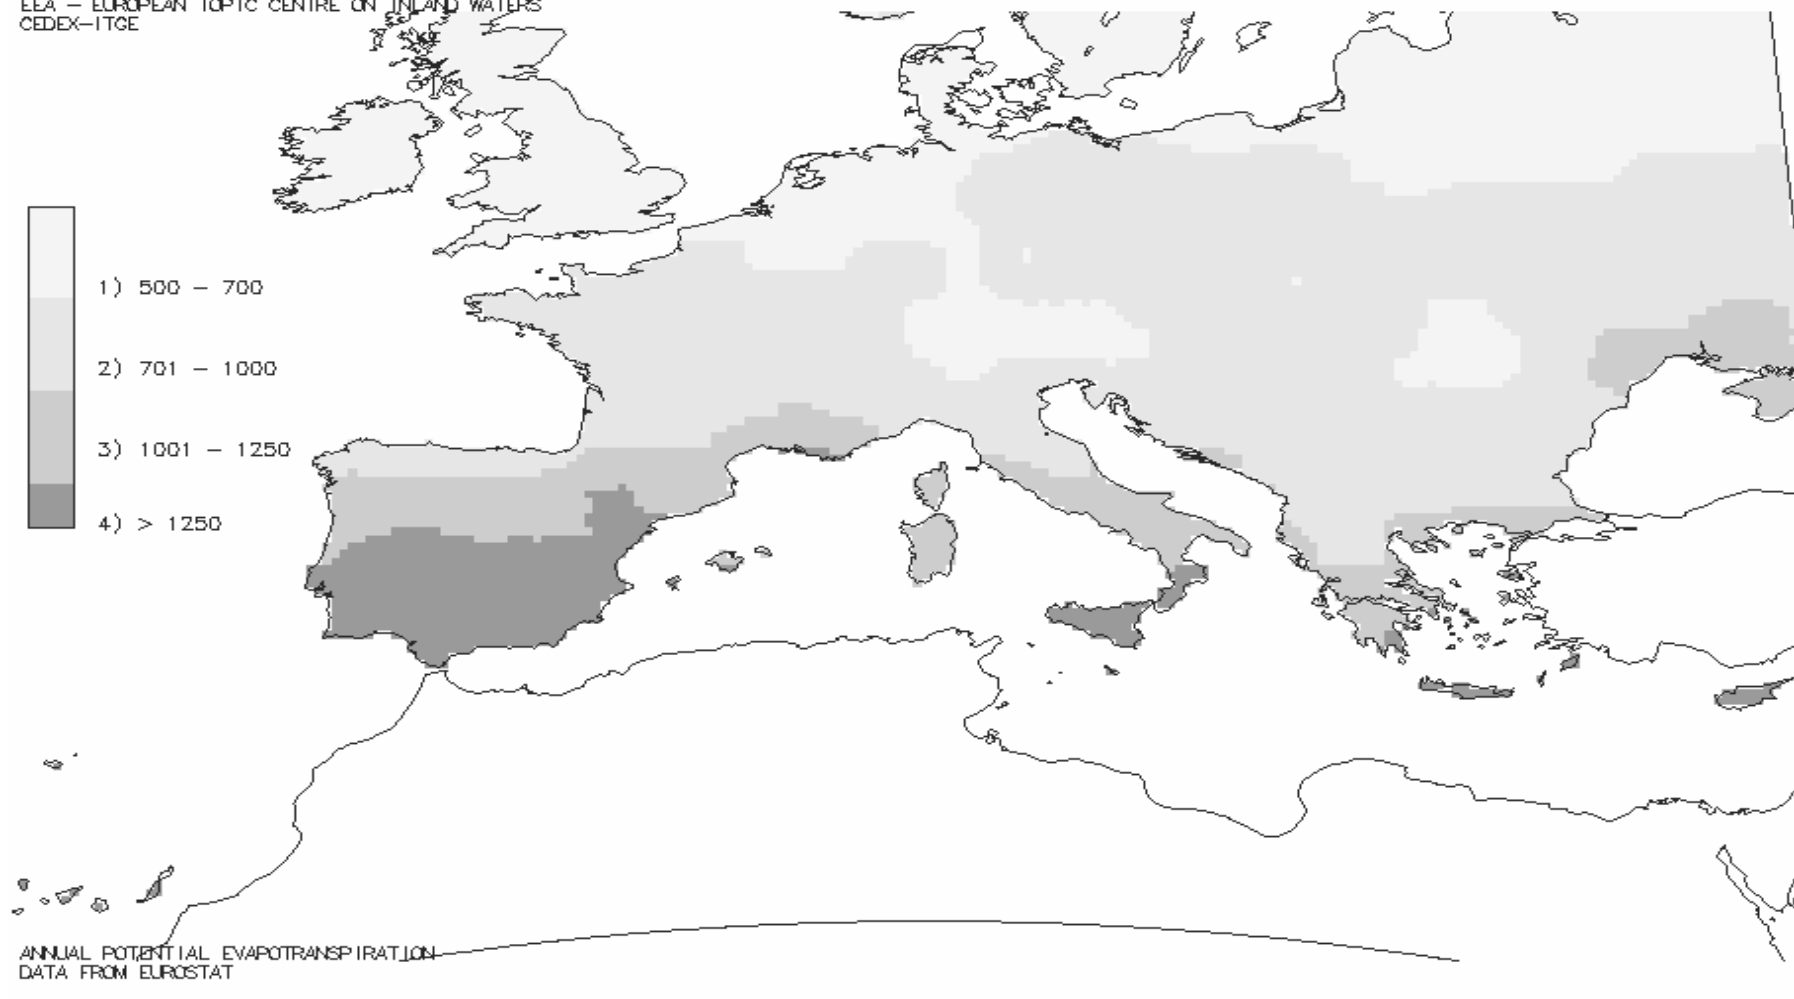 EEA – EUROPEAN TOPIC CENTRE ON INLAND WATERS
CEDEX–ITGE
1) 500 – 700
2) 701 – 1000
3) 1001 – 1250
4) > 1250
ANNUAL POTENTIAL EVAPOTRANSPIRATION
DATA FROM EUROSTAT